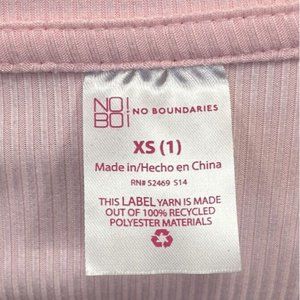 NO!
BO!
NO BOUNDARIES
XS (1)
Made in/Hecho en China
RN# 52469 S14
THIS LABEL YARN IS MADE
OUT OF 100% RECYCLED
POLYESTER MATERIALS